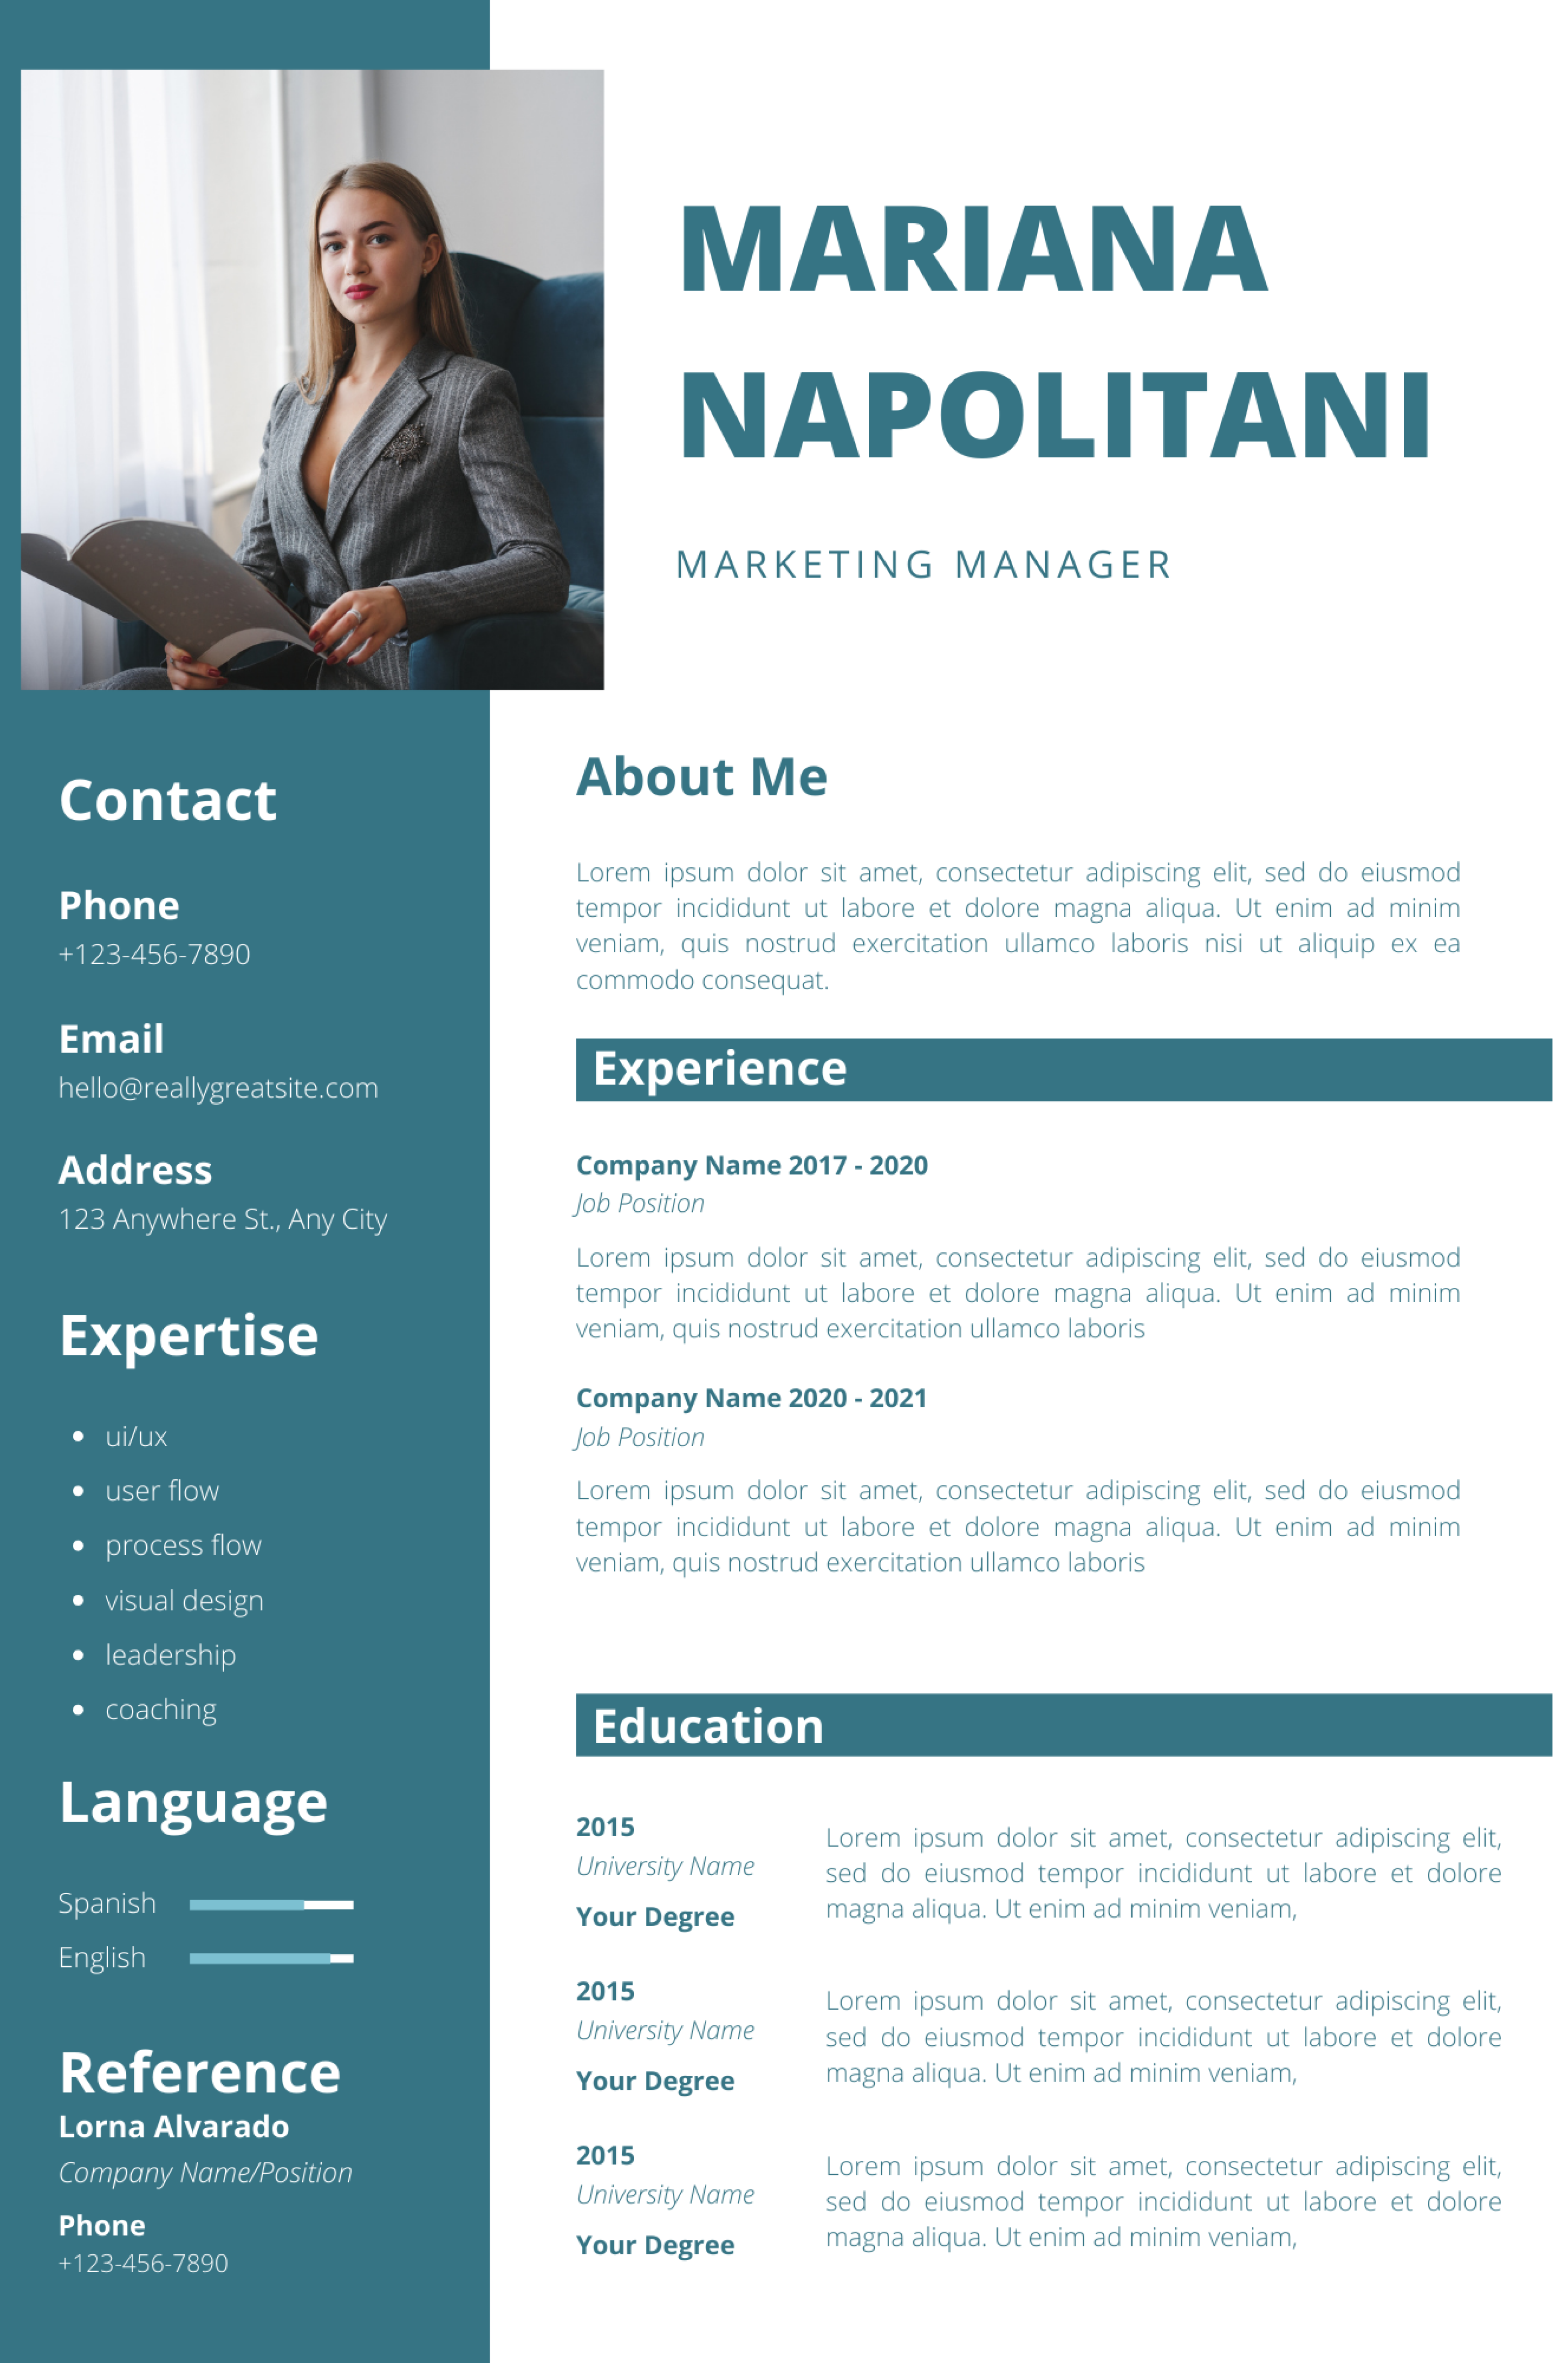 MARIANA
NAPOLITANI
MARKETING MANAGER
Contact
Phone
+123-456-7890
Email
hello@reallygreatsite.com
Address
123 Anywhere St., Any City
Expertise
ui/ux
user flow
process flow
visual design
leadership
coaching
Language
Spanish
English
Reference
Lorna Alvarado
Company Name/Position
Phone
+123-456-7890
About Me
Lorem ipsum dolor sit amet, consectetur adipiscing elit, sed do eiusmod
tempor incididunt ut labore et dolore magna aliqua. Ut enim ad minim
veniam, quis nostrud exercitation ullamco laboris nisi ut aliquip ex ea
commodo consequat.
Experience
Company Name 2017 - 2020
Job Position
Lorem ipsum dolor sit amet, consectetur adipiscing elit, sed do eiusmod
tempor incididunt ut labore et dolore magna aliqua. Ut enim ad minim
veniam, quis nostrud exercitation ullamco laboris
Company Name 2020 - 2021
Job Position
Lorem ipsum dolor sit amet, consectetur adipiscing elit, sed do eiusmod
tempor incididunt ut labore et dolore magna aliqua. Ut enim ad minim
veniam, quis nostrud exercitation ullamco laboris
Education
2015
University Name
Your Degree
Lorem ipsum dolor sit amet, consectetur adipiscing elit,
sed do eiusmod tempor incididunt ut labore et dolore
magna aliqua. Ut enim ad minim veniam,
2015
University Name
Your Degree
Lorem ipsum dolor sit amet, consectetur adipiscing elit,
sed do eiusmod tempor incididunt ut labore et dolore
magna aliqua. Ut enim ad minim veniam,
2015
University Name
Your Degree
Lorem ipsum dolor sit amet, consectetur adipiscing elit,
sed do eiusmod tempor incididunt ut labore et dolore
magna aliqua. Ut enim ad minim veniam,